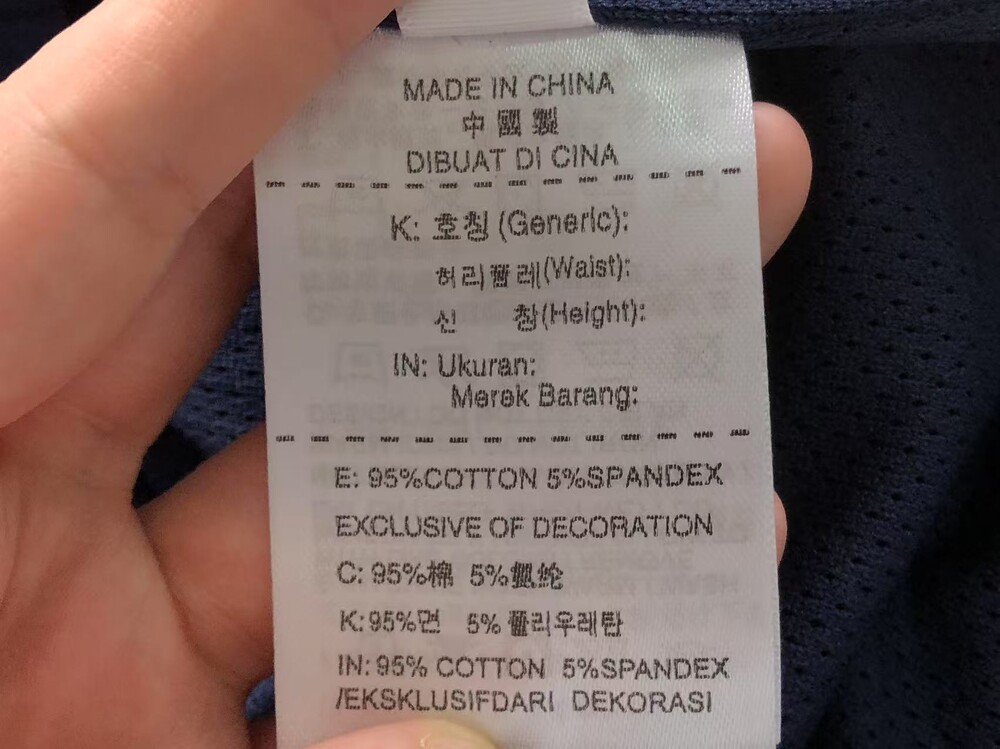 MADE IN CHINA
中國製
DIBUAT DI CINA
K: 호칭 (Generic):
허리둘레(Waist):
신 장(Height):
IN: Ukuran:
Merek Barang:
E: 95%COTTON 5%SPANDEX
EXCLUSIVE OF DECORATION
C: 95%棉 5%氨纶
K:95%면 5%폴리우레탄
IN:95% COTTON 5%SPANDEX
/EKSKLUSIFDARI DEKORASI